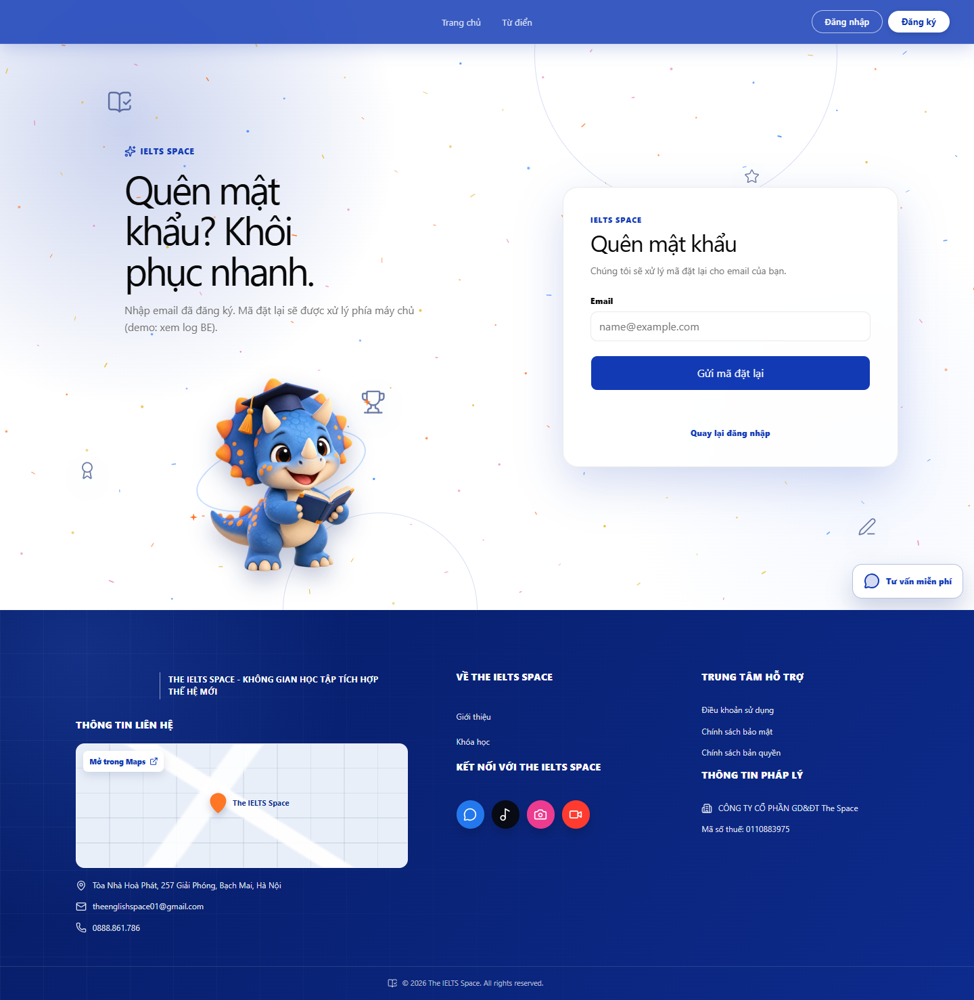 Trang chủ
Từ điển
Đăng nhập
Đăng ký
IELTS SPACE
Quên mật
khẩu? Khôi
phục nhanh.
Nhập email đã đăng ký. Mã đặt lại sẽ được xử lý phía máy chủ
(demo: xem log BE).
IELTS SPACE
Quên mật khẩu
Chúng tôi sẽ xử lý mã đặt lại cho email của bạn.
Email
name@example.com
Gửi mã đặt lại
Quay lại đăng nhập
Tư vấn miễn phí
THE IELTS SPACE - KHÔNG GIAN HỌC TẬP TÍCH HỢP
THẾ HỆ MỚI
THÔNG TIN LIÊN HỆ
Mở trong Maps
The IELTS Space
Tòa Nhà Hoà Phát, 257 Giải Phóng, Bạch Mai, Hà Nội
theenglishspace01@gmail.com
0888.861.786
VỀ THE IELTS SPACE
Giới thiệu
Khóa học
KẾT NỐI VỚI THE IELTS SPACE
TRUNG TÂM HỖ TRỢ
Điều khoản sử dụng
Chính sách bảo mật
Chính sách bản quyền
THÔNG TIN PHÁP LÝ
CÔNG TY CỔ PHẦN GD&ĐT The Space
Mã số thuế: 0110883975
© 2026 The IELTS Space. All rights reserved.